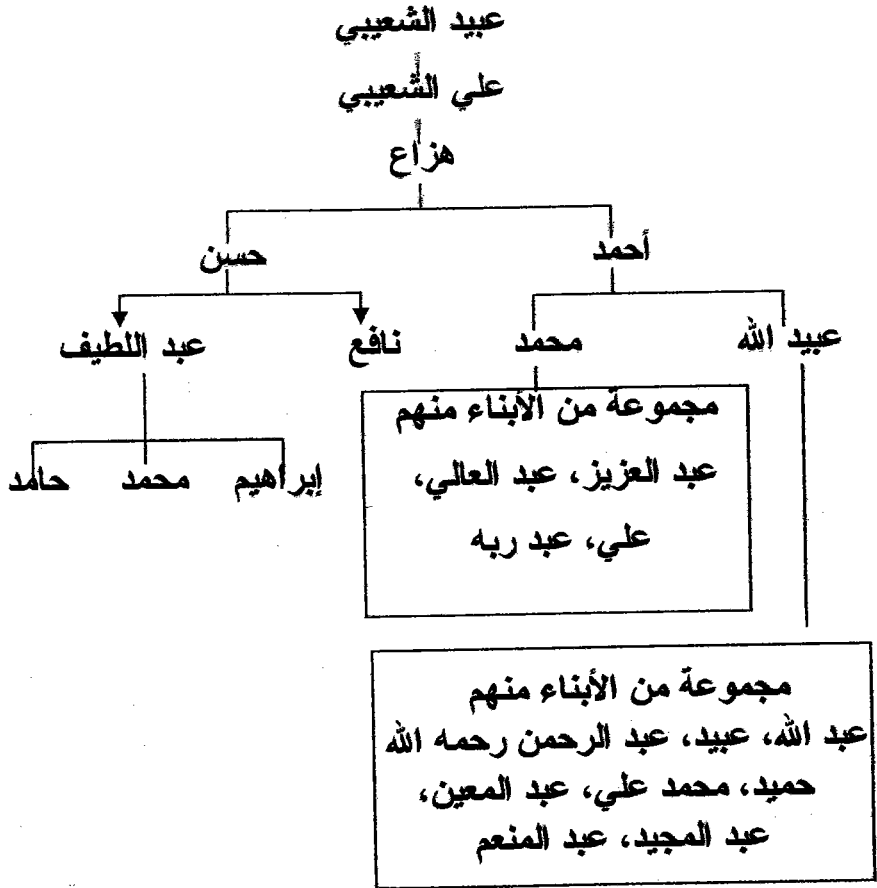 عبيد الشعيبي
علي الشعيبي
هزاع
أحمد
حسن
عبيد الله
محمد
نافع
عبد اللطيف
مجموعة من الأبناء منهم
عبد العزيز، عبد العالي،
علي، عبد ربه
إبراهيم
محمد
حامد
مجموعة من الأبناء منهم
عبد الله، عبيد، عبد الرحمن رحمه الله
حميد، محمد علي، عبد المعين،
عبد المجيد، عبد المنعم